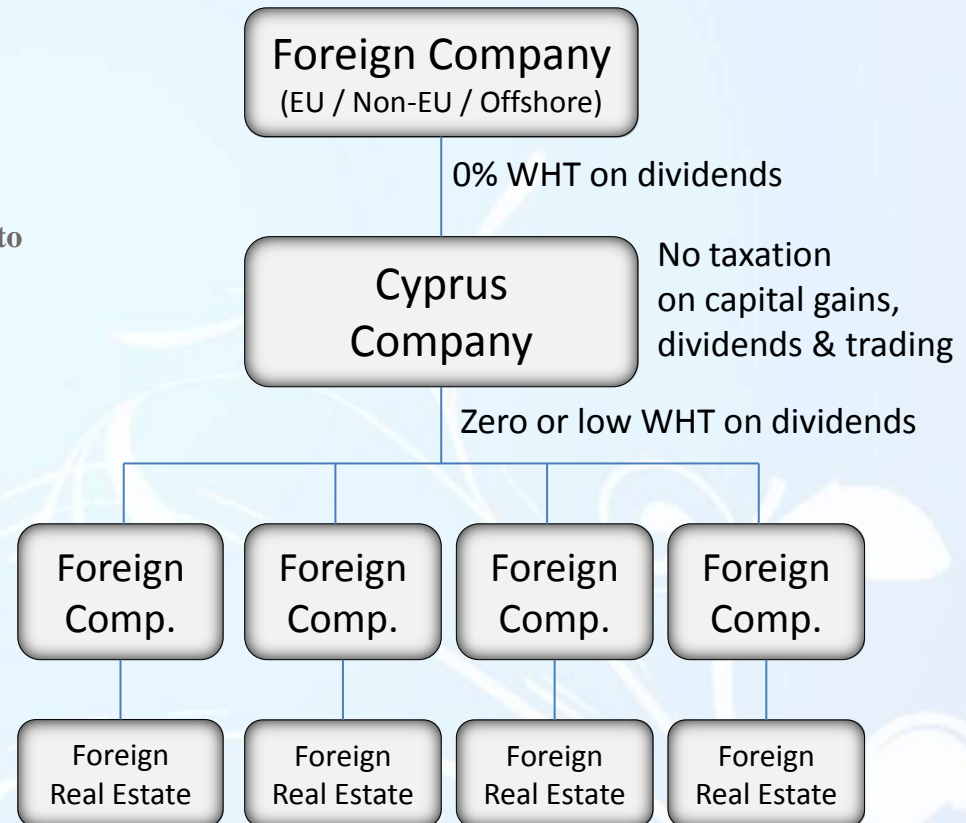 Foreign Company
(EU / Non-EU / Offshore)
0% WHT on dividends
to
Cyprus
Company
No taxation
on capital gains,
dividends & trading
Zero or low WHT on dividends
Foreign
Comp.
Foreign
Comp.
Foreign
Comp.
Foreign
Comp.
Foreign
Real Estate
Foreign
Real Estate
Foreign
Real Estate
Foreign
Real Estate